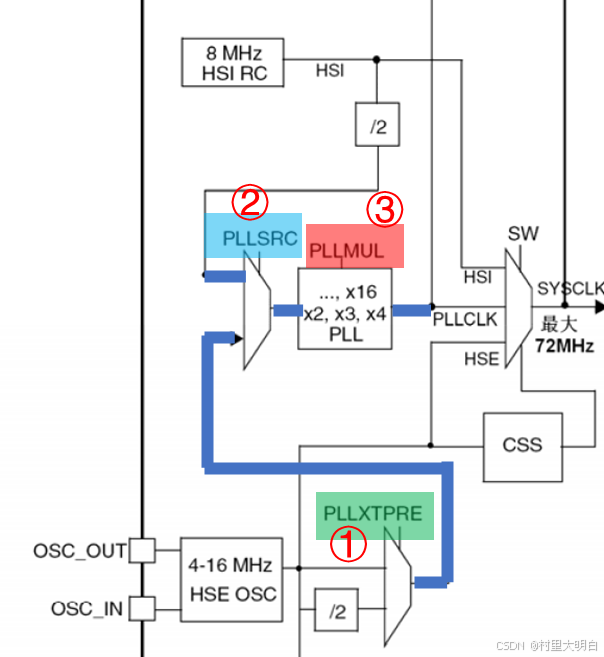 8 MHz
HSI RC
HSI
/2
②
③
PLLSRC
PLLMUL
SW
HSI
..., x16
x2, x3, x4
PLL
SYSCLK
PLLCLK
最大
72MHz
HSE
CSS
PLLXTPRE
①
OSC_OUT
4-16 MHz
HSE OSC
OSC_IN
/2
CSDN @村里大明白